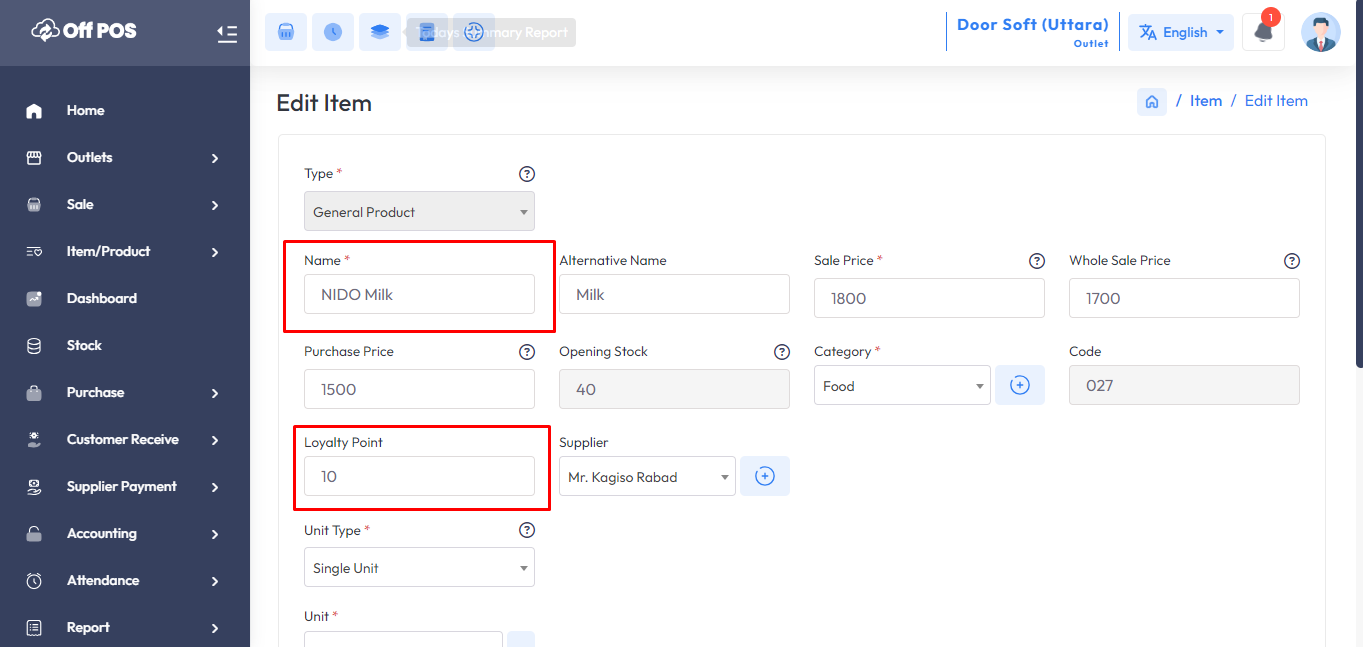 Off POS
Todays Summary Report
Door Soft (Uttara)
Outlet
English
1
Home
Outlets
Sale
Item/Product
Dashboard
Stock
Purchase
Customer Receive
Supplier Payment
Accounting
Attendance
Report
Edit Item
/ Item / Edit Item
Type *
General Product
Name * Alternative Name Sale Price * Whole Sale Price
NIDO Milk Milk 1800 1700
Purchase Price Opening Stock Category * Code
1500 40 Food 027
Loyalty Point Supplier
10 Mr. Kagiso Rabad
Unit Type *
Single Unit
Unit *